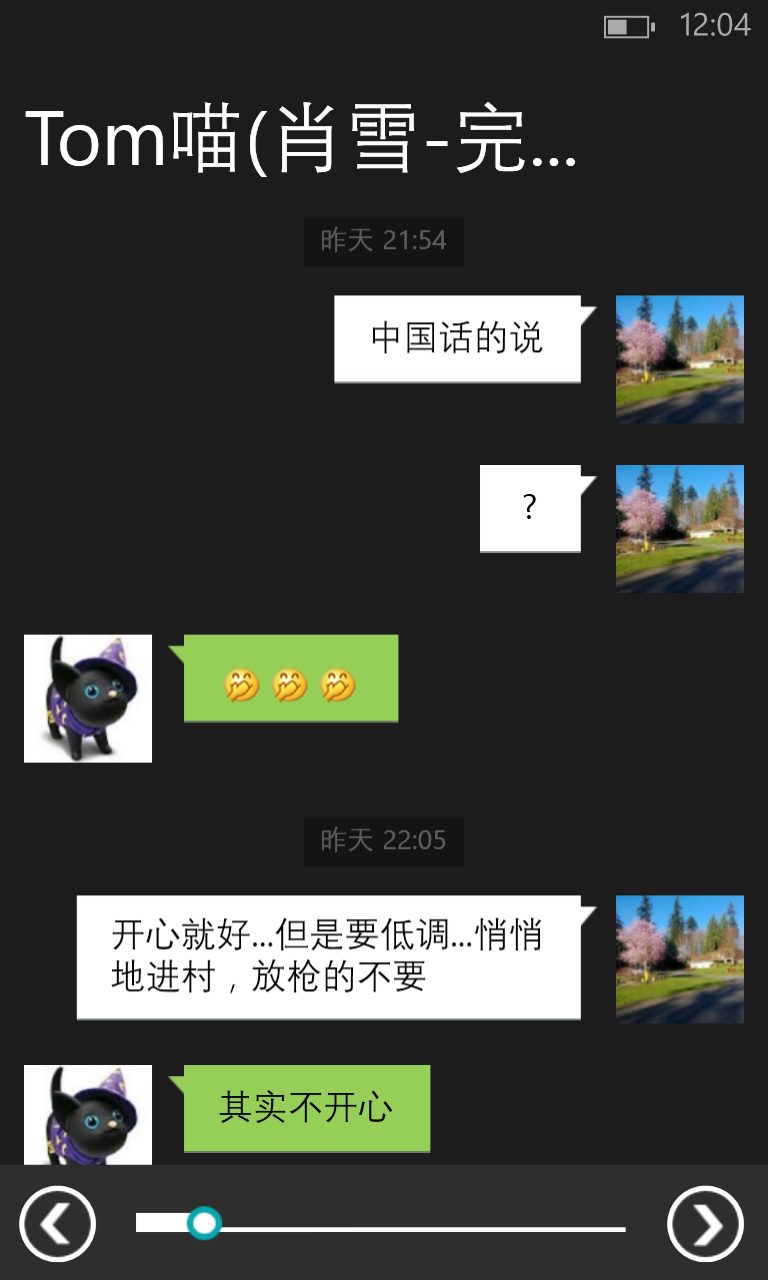 12:04
Tom喵(肖雪-完...
昨天 21:54
中国话的说
?
昨天 22:05
开心就好...但是要低调...悄悄
地进村，放枪的不要
其实不开心